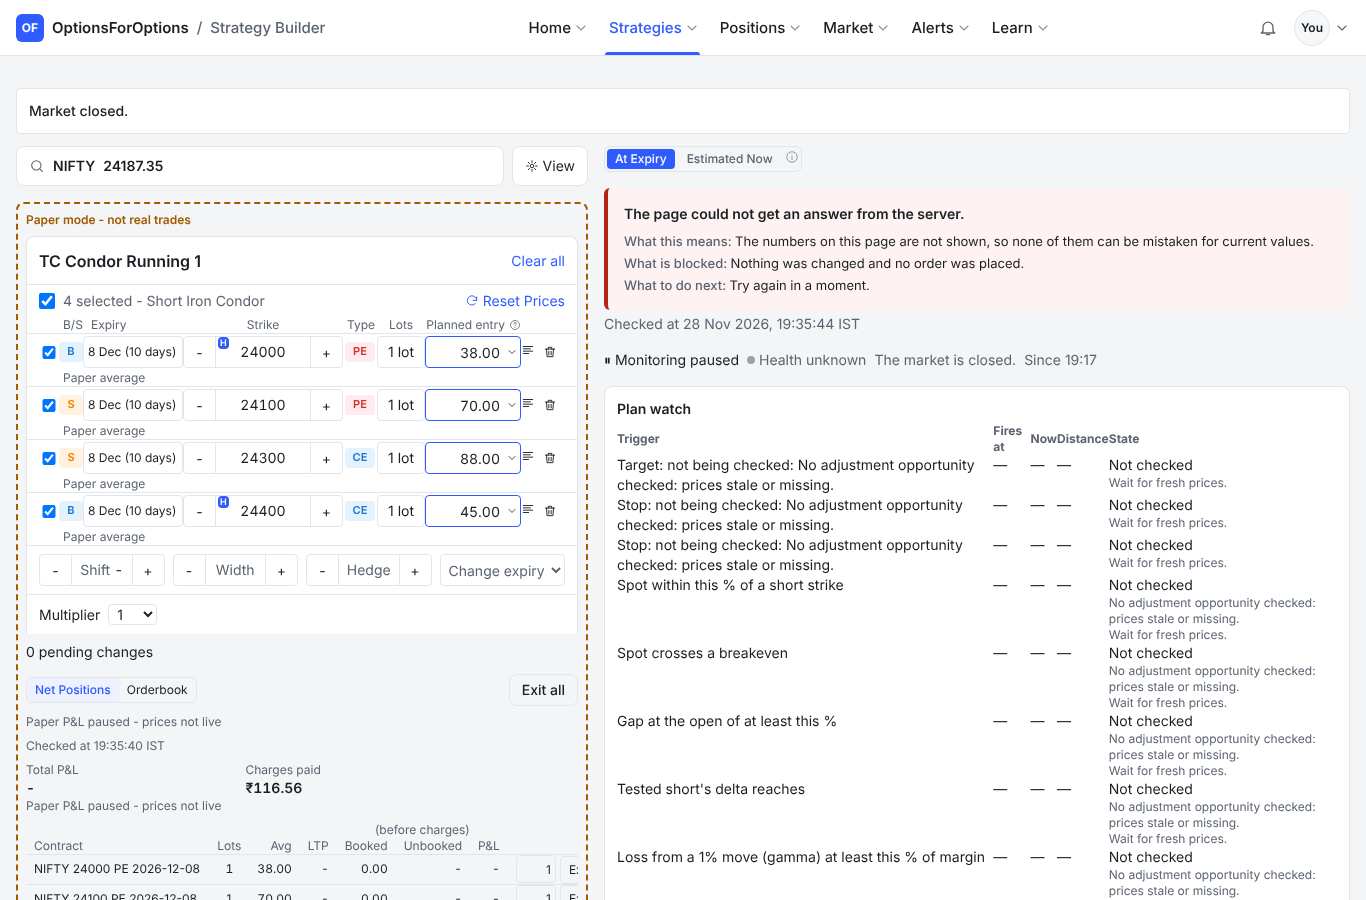 OF OptionsForOptions / Strategy Builder
Home Strategies Positions Market Alerts Learn
You
Market closed.
NIFTY 24187.35
View
Paper mode - not real trades
TC Condor Running 1 Clear all
4 selected - Short Iron Condor Reset Prices
B/S Expiry Strike Type Lots Planned entry
B 8 Dec (10 days) - H 24000 + PE 1 lot 38.00
Paper average
S 8 Dec (10 days) - 24100 + PE 1 lot 70.00
Paper average
S 8 Dec (10 days) - 24300 + CE 1 lot 88.00
Paper average
B 8 Dec (10 days) - H 24400 + CE 1 lot 45.00
Paper average
- Shift - + - Width + - Hedge + Change expiry
Multiplier 1
0 pending changes
Net Positions Orderbook Exit all
Paper P&L paused - prices not live
Checked at 19:35:40 IST
Total P&L Charges paid
- ₹116.56
Paper P&L paused - prices not live
(before charges)
Contract Lots Avg LTP Booked Unbooked P&L
NIFTY 24000 PE 2026-12-08 1 38.00 - 0.00 - - 1
NIFTY 24100 PE 2026-12-08 1 70.00 - 0.00 - - 1
At Expiry Estimated Now
The page could not get an answer from the server.
What this means: The numbers on this page are not shown, so none of them can be mistaken for current values.
What is blocked: Nothing was changed and no order was placed.
What to do next: Try again in a moment.
Checked at 28 Nov 2026, 19:35:44 IST
Monitoring paused Health unknown The market is closed. Since 19:17
Plan watch
Trigger Fires at Now Distance State
Target: not being checked: No adjustment opportunity — — — Not checked
checked: prices stale or missing. Wait for fresh prices.
Stop: not being checked: No adjustment opportunity — — — Not checked
checked: prices stale or missing. Wait for fresh prices.
Stop: not being checked: No adjustment opportunity — — — Not checked
checked: prices stale or missing. Wait for fresh prices.
Spot within this % of a short strike — — — Not checked
No adjustment opportunity checked:
prices stale or missing.
Wait for fresh prices.
Spot crosses a breakeven — — — Not checked
No adjustment opportunity checked:
prices stale or missing.
Wait for fresh prices.
Gap at the open of at least this % — — — Not checked
No adjustment opportunity checked:
prices stale or missing.
Wait for fresh prices.
Tested short's delta reaches — — — Not checked
No adjustment opportunity checked:
prices stale or missing.
Wait for fresh prices.
Loss from a 1% move (gamma) at least this % of margin — — — Not checked
No adjustment opportunity checked:
prices stale or missing.